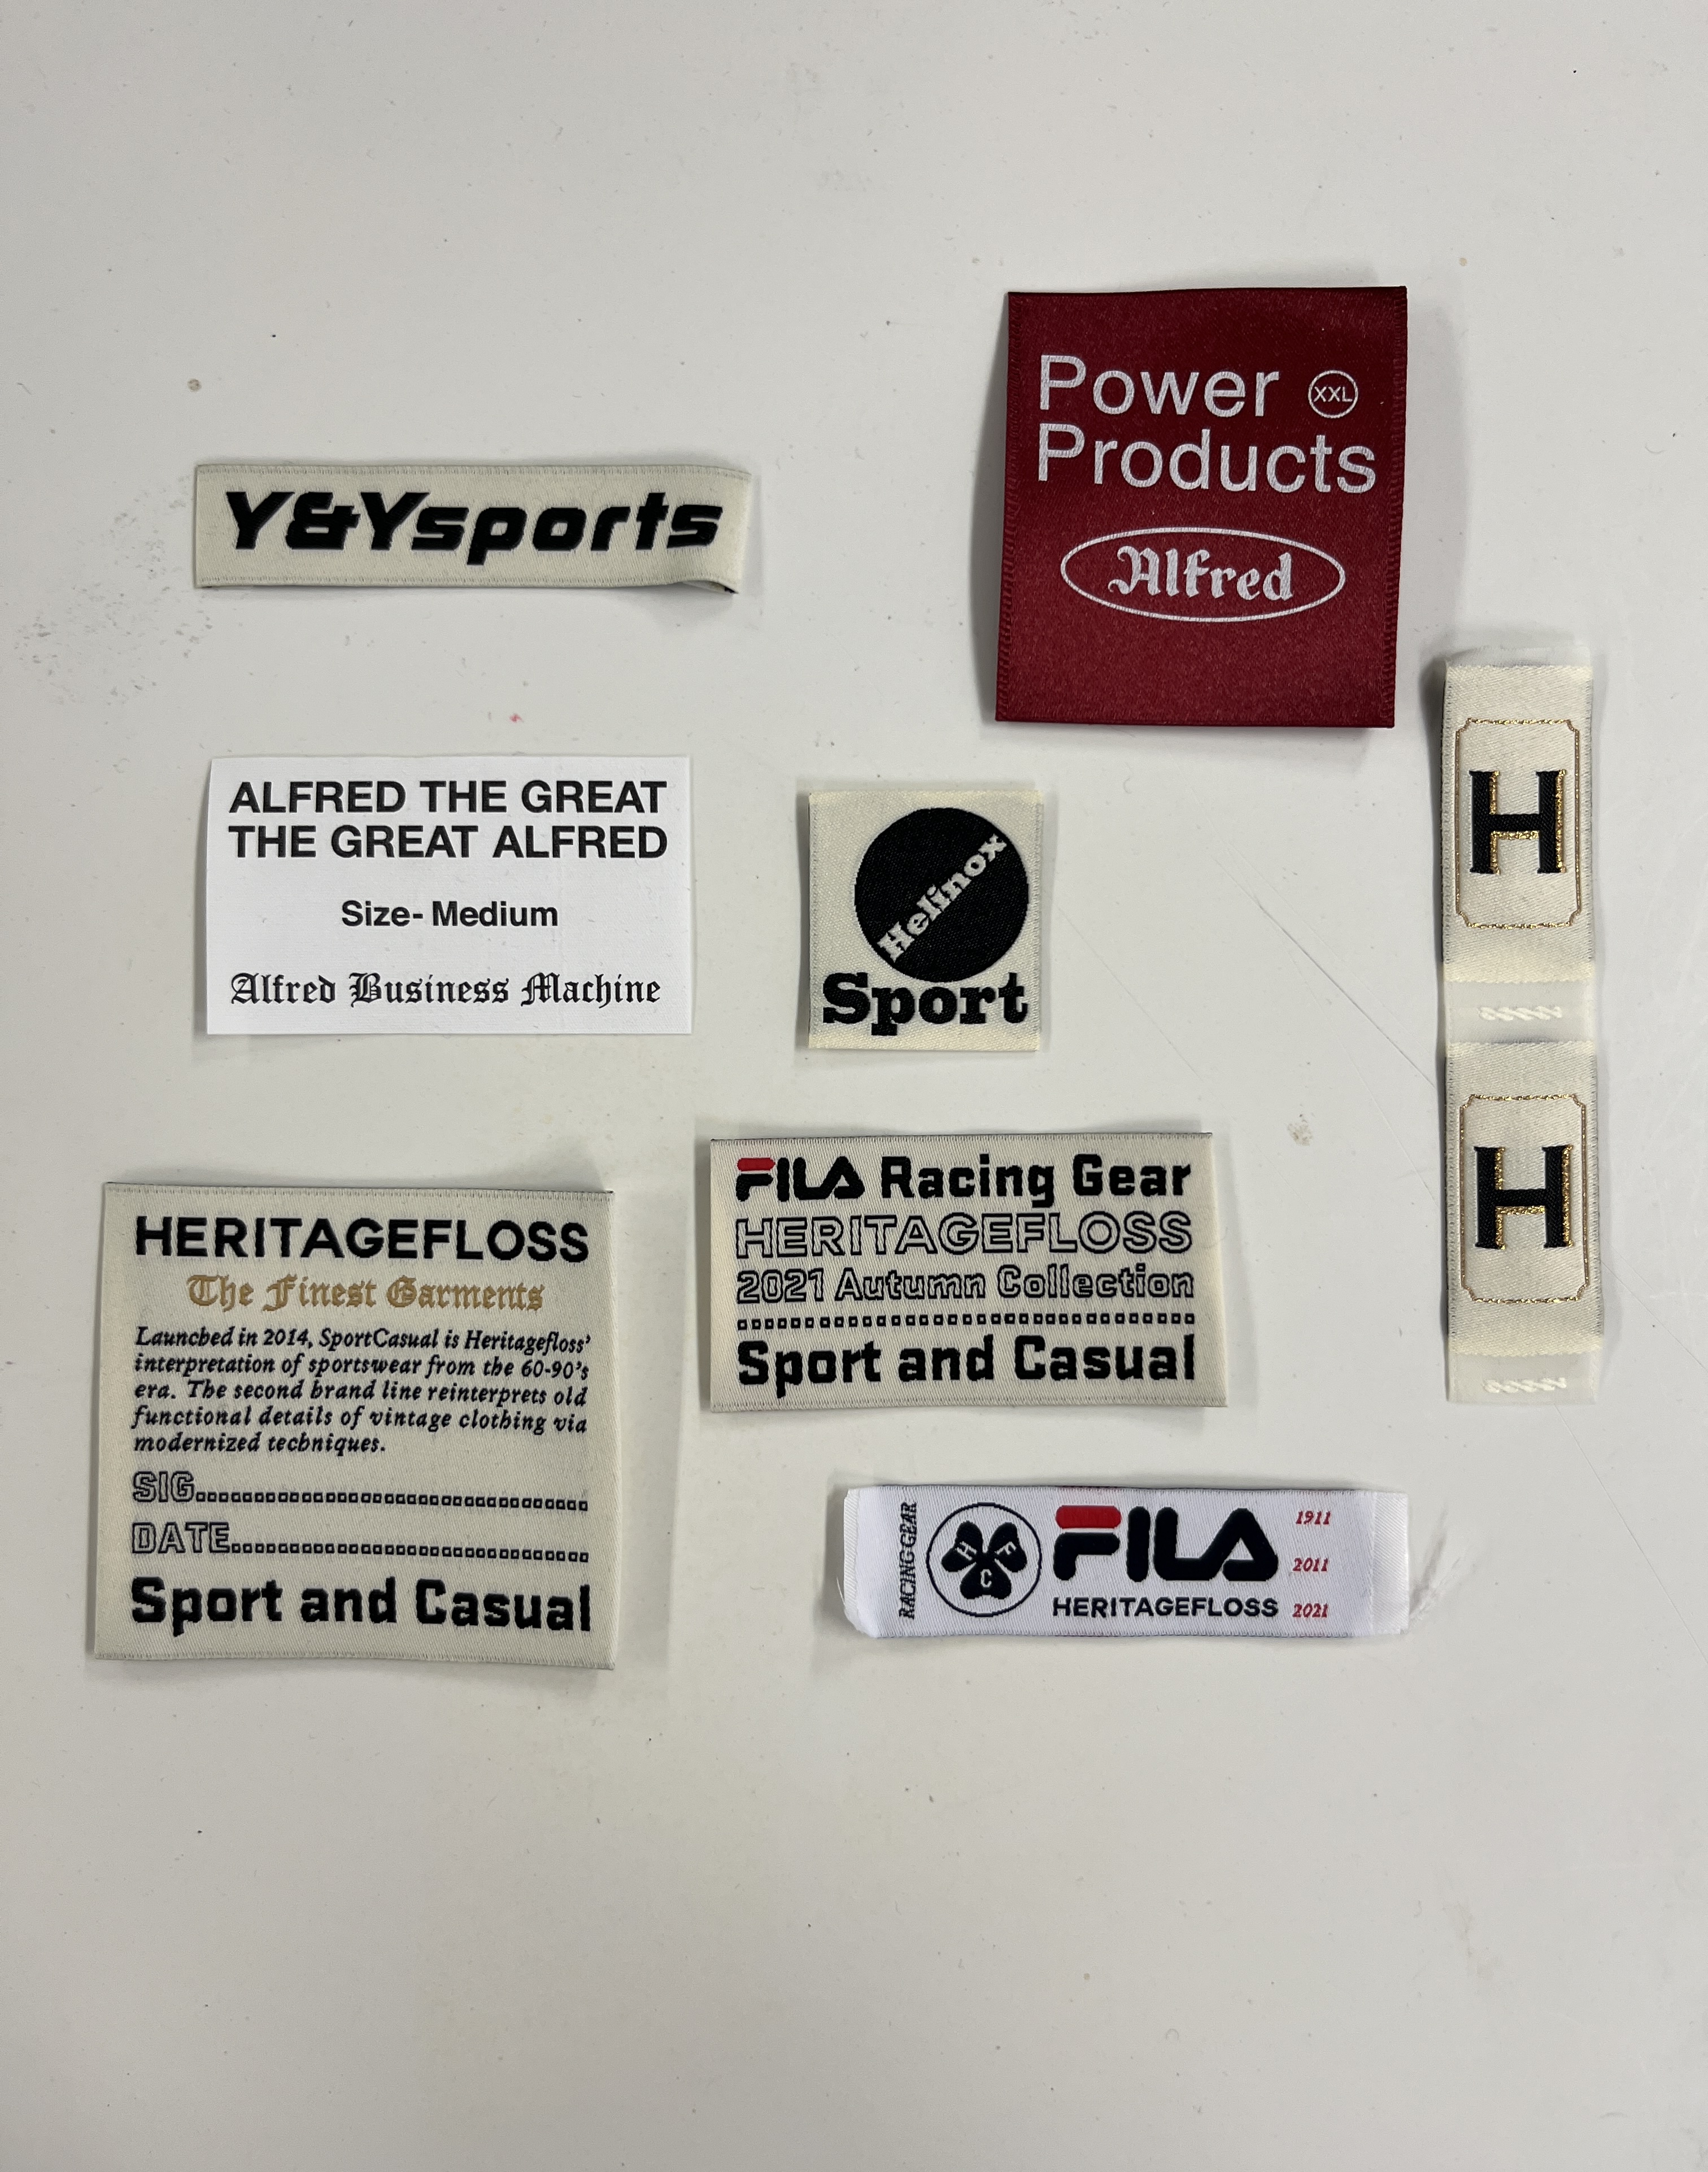 Y&Ysports
Power XXL
Products
Alfred
ALFRED THE GREAT
THE GREAT ALFRED
Size- Medium
Alfred Business Machine
Helinox
Sport
H
H
HERITAGEFLOSS
The Finest Garments
Launched in 2014, SportCasual is Heritagefloss'
interpretation of sportswear from the 60-90's
era. The second brand line reinterprets old
functional details of vintage clothing via
modernized techniques.
SIG.......................................
DATE....................................
Sport and Casual
FILA Racing Gear
HERITAGEFLOSS
2021 Autumn Collection
Sport and Casual
RACING GEAR
H F
C
FILA
HERITAGEFLOSS
1911
2011
2021